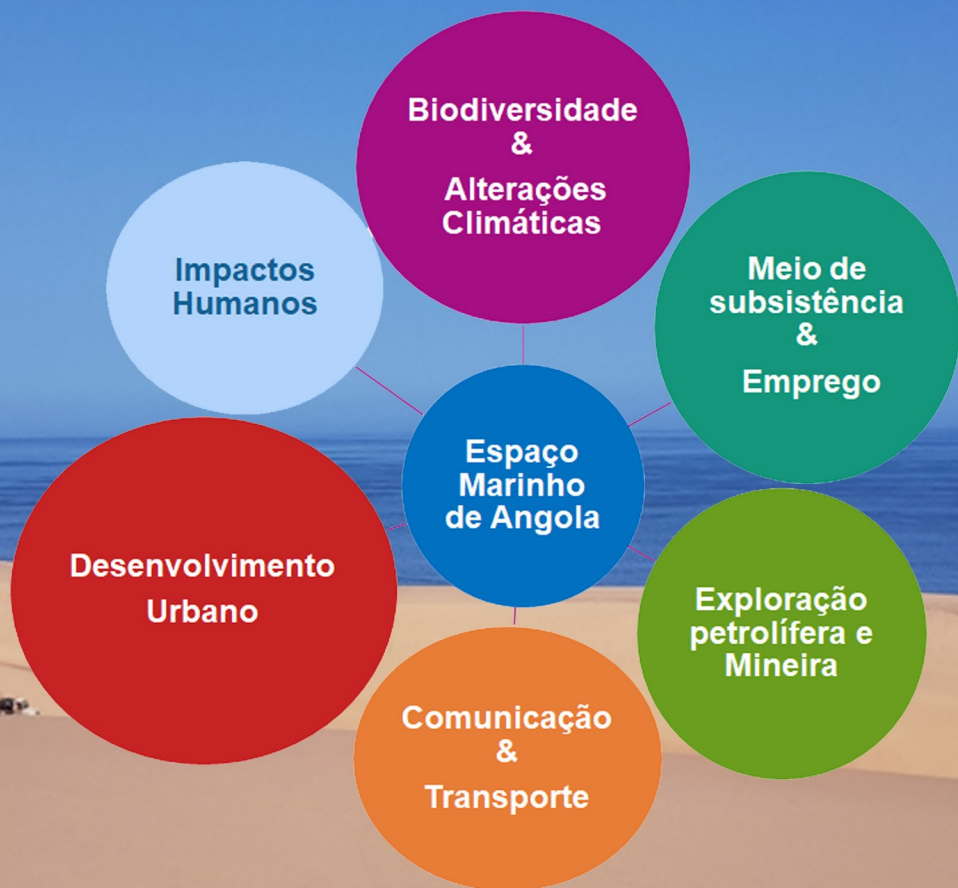 Biodiversidade
&
Alterações
Climáticas
Impactos
Humanos
Meio de
subsistência
&
Emprego
Espaço
Marinho
de Angola
Desenvolvimento
Urbano
Exploração
petrolífera e
Mineira
Comunicação
&
Transporte